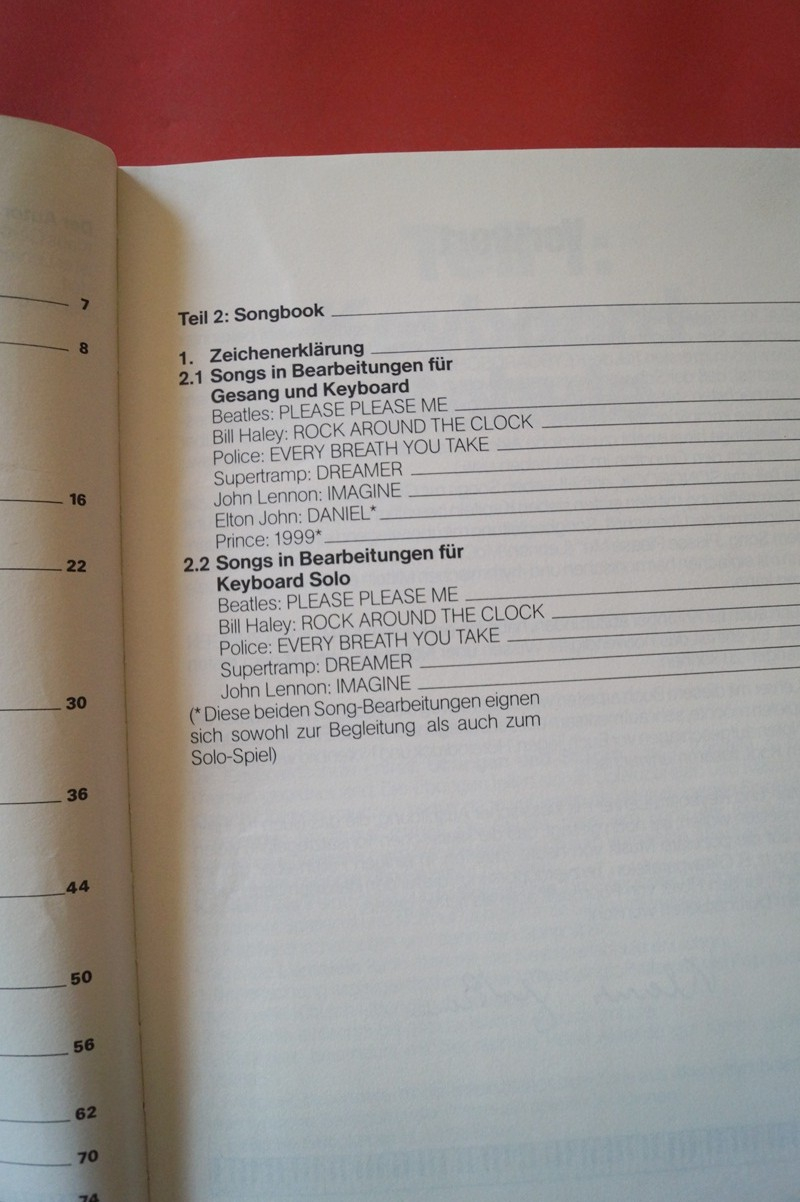 7
8
16
22
30
36
44
50
56
62
70
74
Teil 2: Songbook
1. Zeichenerklärung
2.1 Songs in Bearbeitungen für
Gesang und Keyboard
Beatles: PLEASE PLEASE ME
Bill Haley: ROCK AROUND THE CLOCK
Police: EVERY BREATH YOU TAKE
Supertramp: DREAMER
John Lennon: IMAGINE
Elton John: DANIEL*
Prince: 1999*
2.2 Songs in Bearbeitungen für
Keyboard Solo
Beatles: PLEASE PLEASE ME
Bill Haley: ROCK AROUND THE CLOCK
Police: EVERY BREATH YOU TAKE
Supertramp: DREAMER
John Lennon: IMAGINE
(* Diese beiden Song-Bearbeitungen eignen
sich sowohl zur Begleitung als auch zum
Solo-Spiel)